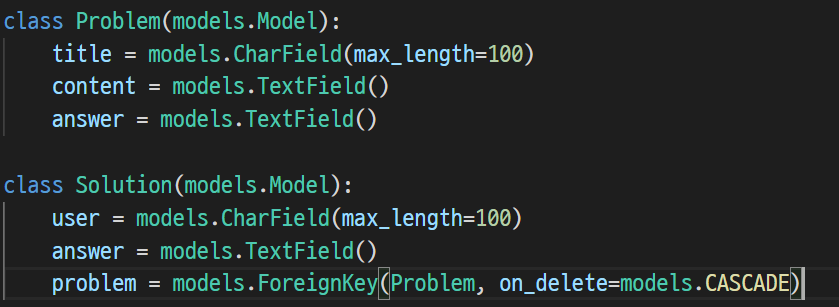 class Problem(models.Model):
    title = models.CharField(max_length=100)
    content = models.TextField()
    answer = models.TextField()
class Solution(models.Model):
    user = models.CharField(max_length=100)
    answer = models.TextField()
    problem = models.ForeignKey(Problem, on_delete=models.CASCADE)